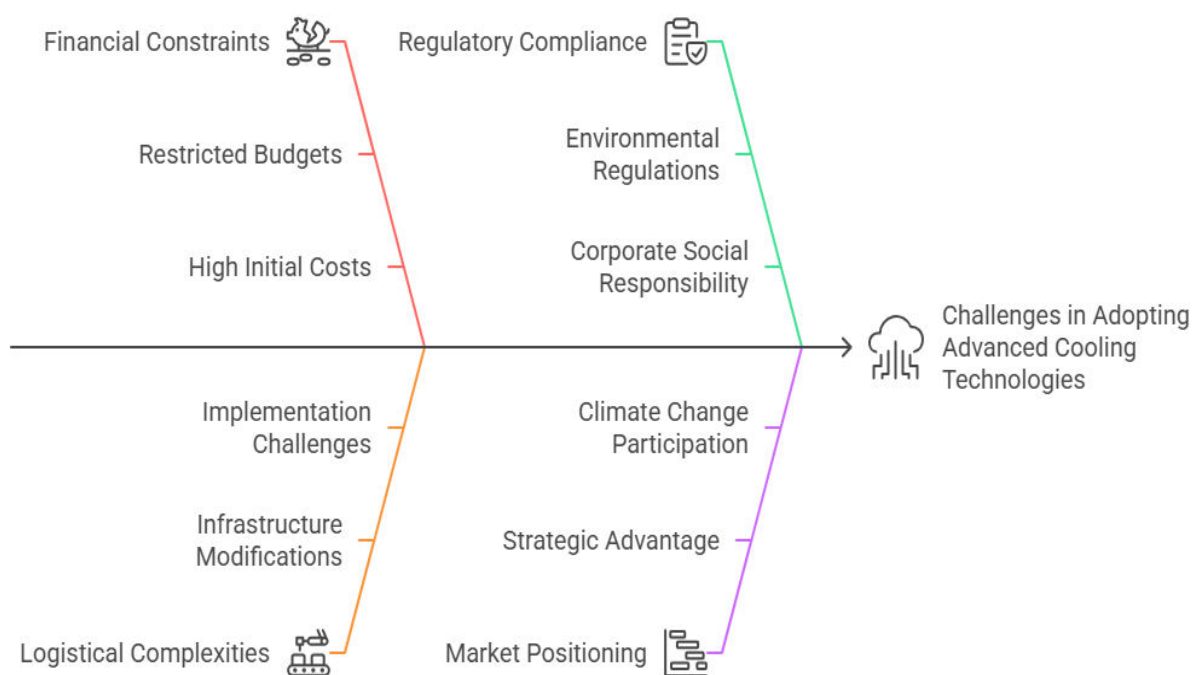 Financial Constraints
Restricted Budgets
High Initial Costs
Regulatory Compliance
Environmental
Regulations
Corporate Social
Responsibility
Challenges in Adopting
Advanced Cooling
Technologies
Implementation
Challenges
Infrastructure
Modifications
Logistical Complexities
Climate Change
Participation
Strategic Advantage
Market Positioning